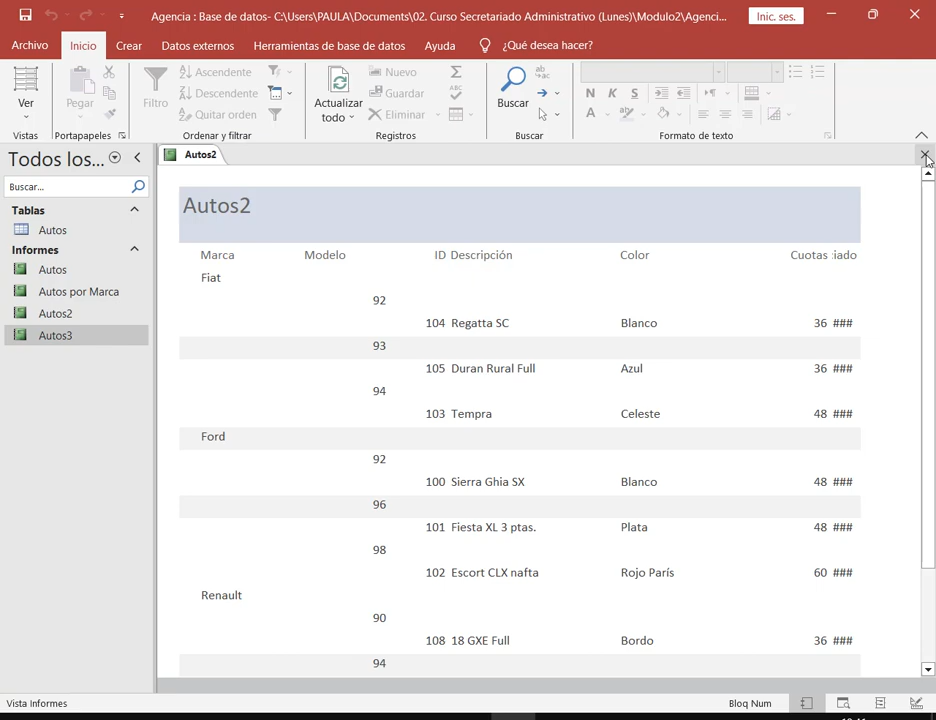 Agencia : Base de datos- C:\Users\PAULA\Documents\02. Curso Secretariado Administrativo (Lunes)\Modulo2\Agenci...
Inic. ses.
Archivo Inicio Crear Datos externos Herramientas de base de datos Ayuda ¿Qué desea hacer?
Ver
Vistas
Pegar
Portapapeles
Filtro
Ascendente
Descendente
Quitar orden
Ordenar y filtrar
Actualizar
todo
Nuevo
Guardar
Eliminar
Registros
Buscar
Buscar
N K S
A
Formato de texto
Todos los...
Buscar...
Tablas
Autos
Informes
Autos
Autos por Marca
Autos2
Autos3
Autos2
Autos2
Marca Modelo ID Descripción Color Cuotas iado
Fiat
92
104 Regatta SC Blanco 36 ###
93
105 Duran Rural Full Azul 36 ###
94
103 Tempra Celeste 48 ###
Ford
92
100 Sierra Ghia SX Blanco 48 ###
96
101 Fiesta XL 3 ptas. Plata 48 ###
98
102 Escort CLX nafta Rojo París 60 ###
Renault
90
108 18 GXE Full Bordo 36 ###
94
Vista Informes
Bloq Num